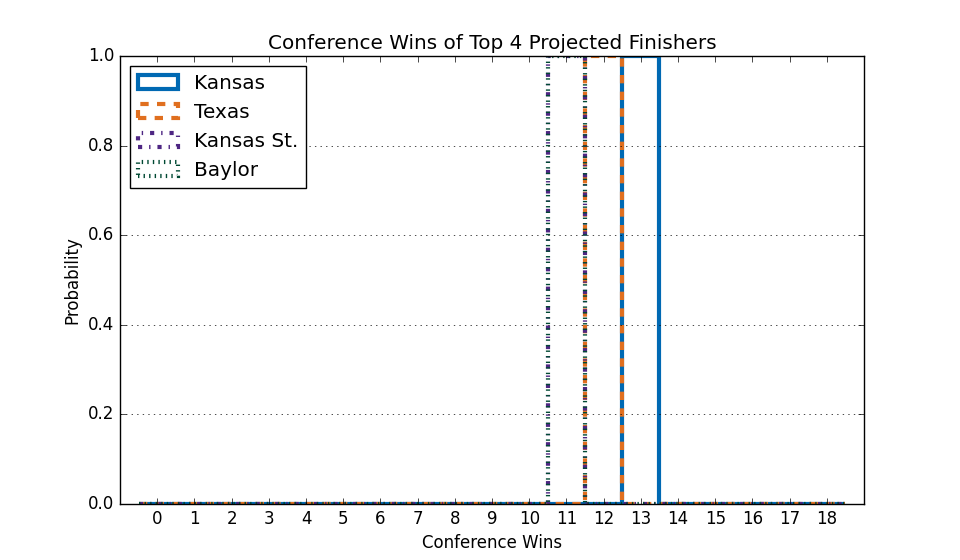 Conference Wins of Top 4 Projected Finishers
1.0
0.8
0.6
0.4
0.2
0.0
Probability
Kansas
Texas
Kansas St.
Baylor
0 1 2 3 4 5 6 7 8 9 10 11 12 13 14 15 16 17 18
Conference Wins